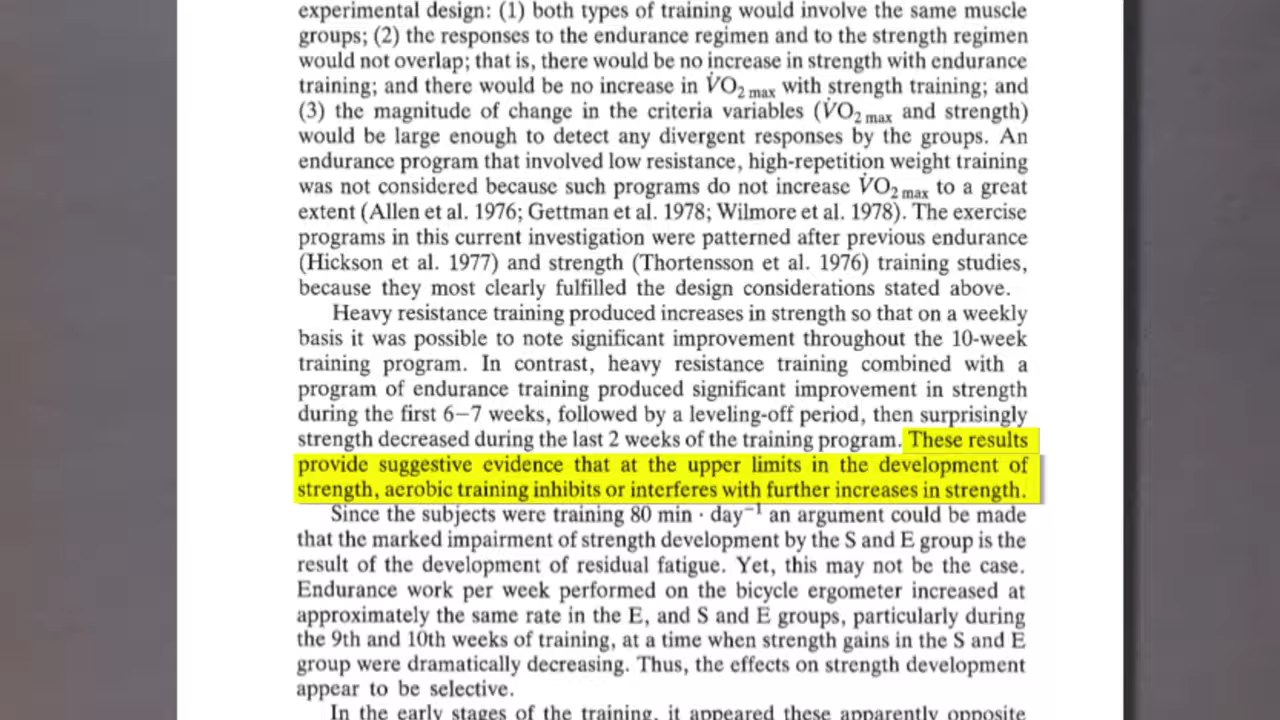 experimental design: (1) both types of training would involve the same muscle
groups; (2) the responses to the endurance regimen and to the strength regimen
would not overlap; that is, there would be no increase in strength with endurance
training; and there would be no increase in V̇O₂ max with strength training; and
(3) the magnitude of change in the criteria variables (V̇O₂ max and strength)
would be large enough to detect any divergent responses by the groups. An
endurance program that involved low resistance, high-repetition weight training
was not considered because such programs do not increase V̇O₂ max to a great
extent (Allen et al. 1976; Gettman et al. 1978; Wilmore et al. 1978). The exercise
programs in this current investigation were patterned after previous endurance
(Hickson et al. 1977) and strength (Thortensson et al. 1976) training studies,
because they most clearly fulfilled the design considerations stated above.
Heavy resistance training produced increases in strength so that on a weekly
basis it was possible to note significant improvement throughout the 10-week
training program. In contrast, heavy resistance training combined with a
program of endurance training produced significant improvement in strength
during the first 6–7 weeks, followed by a leveling-off period, then surprisingly
strength decreased during the last 2 weeks of the training program. These results
provide suggestive evidence that at the upper limits in the development of
strength, aerobic training inhibits or interferes with further increases in strength.
Since the subjects were training 80 min · day⁻¹ an argument could be made
that the marked impairment of strength development by the S and E group is the
result of the development of residual fatigue. Yet, this may not be the case.
Endurance work per week performed on the bicycle ergometer increased at
approximately the same rate in the E, and S and E groups, particularly during
the 9th and 10th weeks of training, at a time when strength gains in the S and E
group were dramatically decreasing. Thus, the effects on strength development
appear to be selective.
In the early stages of the training, it appeared these apparently opposite